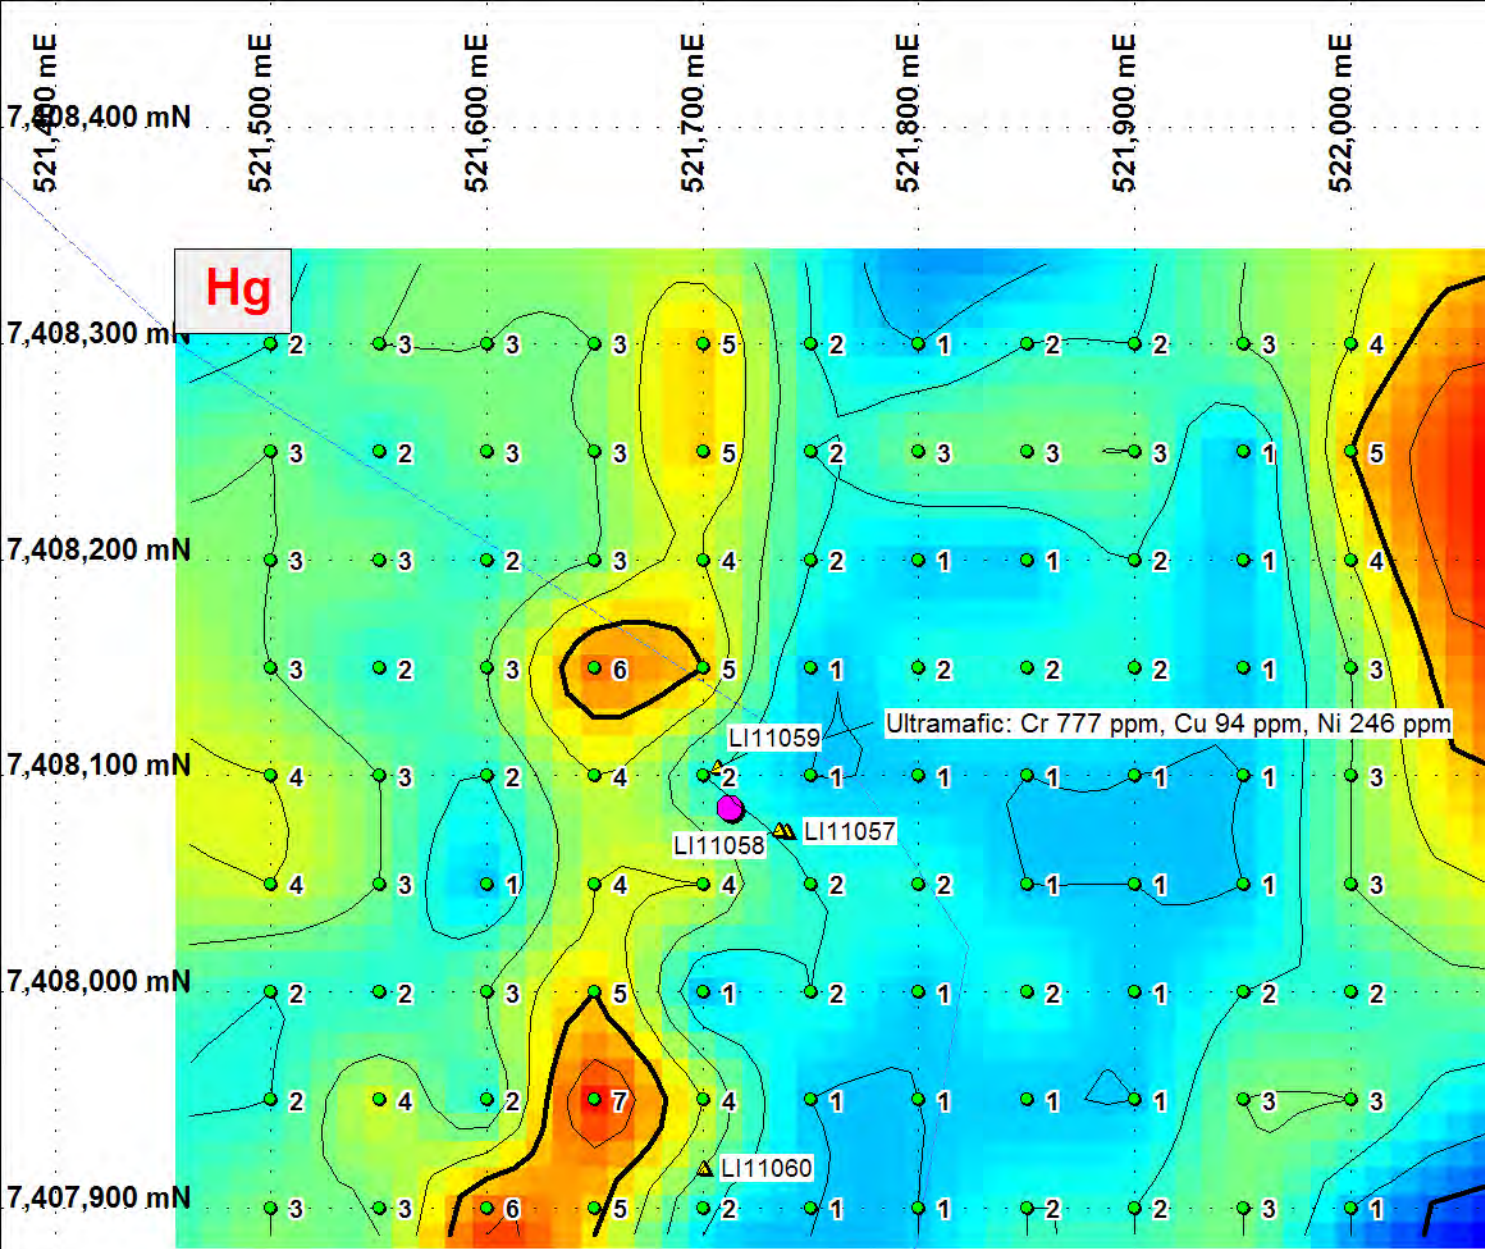 521,400 mE 521,500 mE 521,600 mE 521,700 mE 521,800 mE 521,900 mE 522,000 mE
7,408,400 mN
Hg
7,408,300 mN
2 3 3 3 5 2 1 2 2 3 4
3 2 3 3 5 2 3 3 3 1 5
7,408,200 mN
3 3 2 3 4 2 1 1 2 1 4
3 2 3 6 5 1 2 2 2 1 3
Ultramafic: Cr 777 ppm, Cu 94 ppm, Ni 246 ppm
LI11059
7,408,100 mN
4 3 2 4 2 1 1 1 1 1 3
LI11057
LI11058
4 3 1 4 4 2 2 1 1 1 3
7,408,000 mN
2 2 3 5 1 2 1 2 1 2 2
2 4 2 7 4 1 1 1 1 3 3
LI11060
7,407,900 mN
3 3 6 5 2 1 1 2 2 3 1